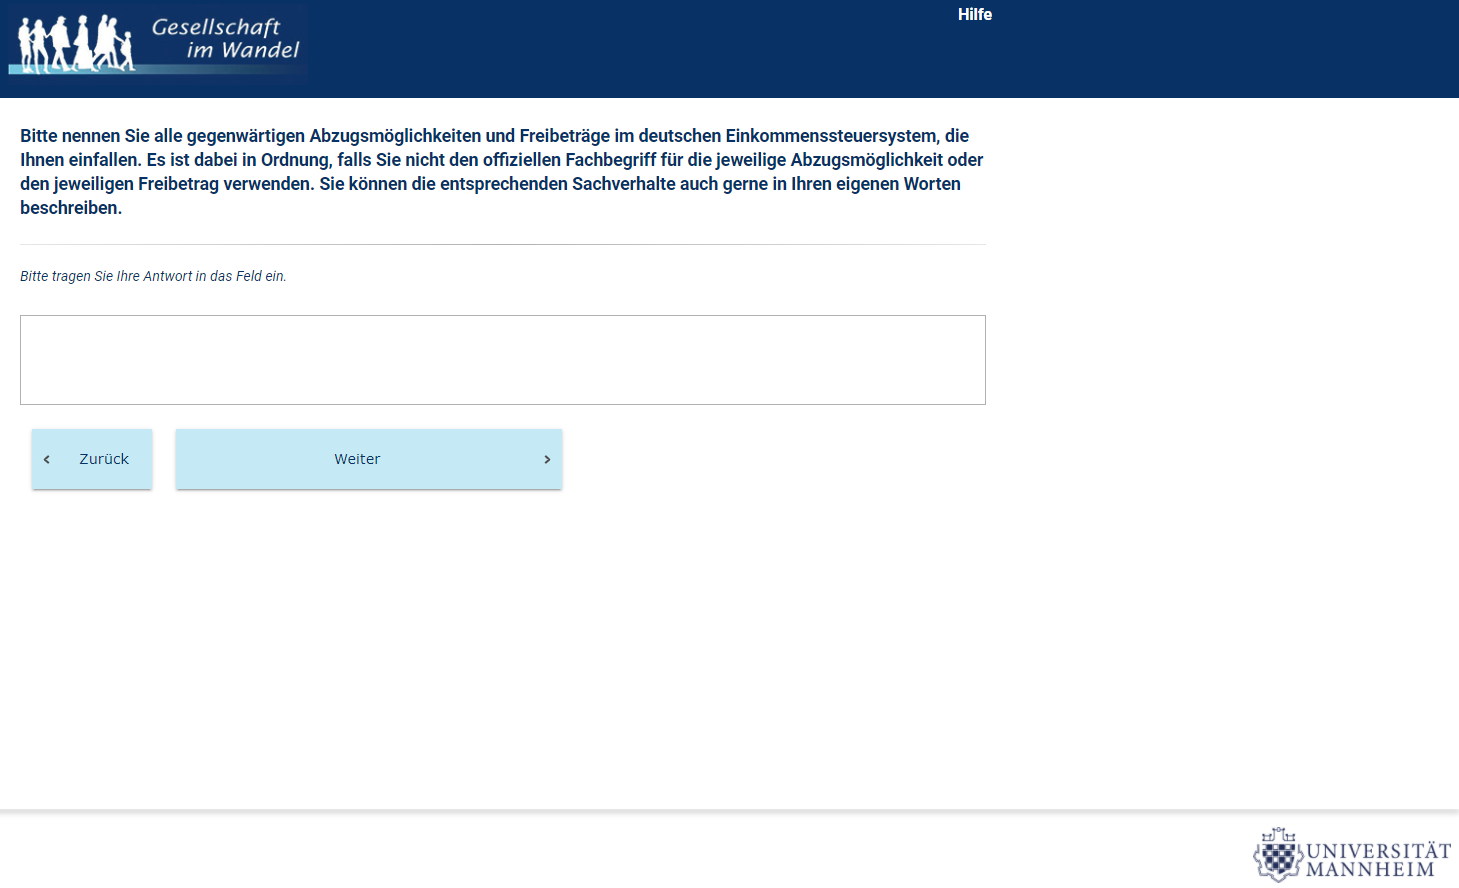 Gesellschaft
im Wandel
Hilfe
Bitte nennen Sie alle gegenwärtigen Abzugsmöglichkeiten und Freibeträge im deutschen Einkommenssteuersystem, die
Ihnen einfallen. Es ist dabei in Ordnung, falls Sie nicht den offiziellen Fachbegriff für die jeweilige Abzugsmöglichkeit oder
den jeweiligen Freibetrag verwenden. Sie können die entsprechenden Sachverhalte auch gerne in Ihren eigenen Worten
beschreiben.
Bitte tragen Sie Ihre Antwort in das Feld ein.
Zurück
Weiter
UNIVERSITÄT
MANNHEIM